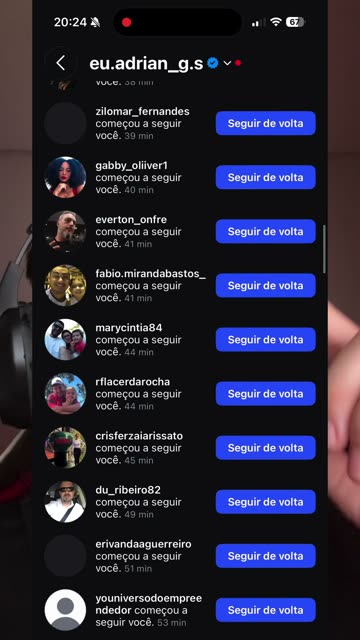 20:24
67
eu.adrian_g.s
você. 38 min
zilomar_fernandes
começou a seguir
você. 39 min
Seguir de volta
gabby_oliiver1
começou a seguir
você. 40 min
Seguir de volta
everton_onfre
começou a seguir
você. 41 min
Seguir de volta
fabio.mirandabastos_
começou a seguir
você. 41 min
Seguir de volta
marycintia84
começou a seguir
você. 44 min
Seguir de volta
rflacerdarocha
começou a seguir
você. 44 min
Seguir de volta
crisferzaiarissato
começou a seguir
você. 45 min
Seguir de volta
du_ribeiro82
começou a seguir
você. 49 min
Seguir de volta
erivandaaguerreiro
começou a seguir
você. 51 min
Seguir de volta
youniversodoempree
ndedor começou a
seguir você. 53 min
Seguir de volta